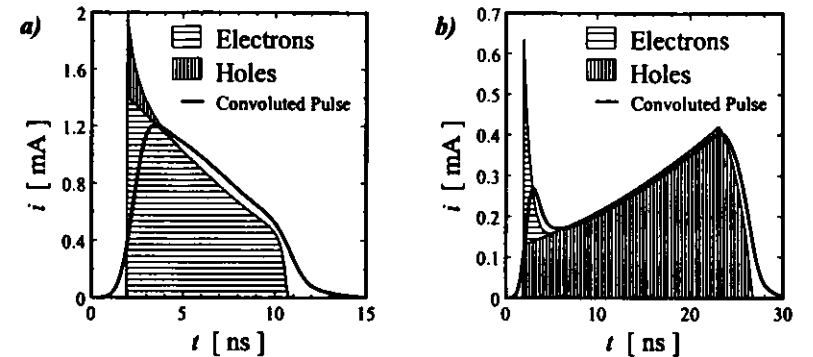 a)
2
1.6
1.2
0.8
0.4
0
i [ mA ]
Electrons
Holes
Convoluted Pulse
0 5 10 15
t [ ns ]
b)
0.7
0.6
0.5
0.4
0.3
0.2
0.1
0
i [ mA ]
Electrons
Holes
Convoluted Pulse
0 10 20 30
t [ ns ]